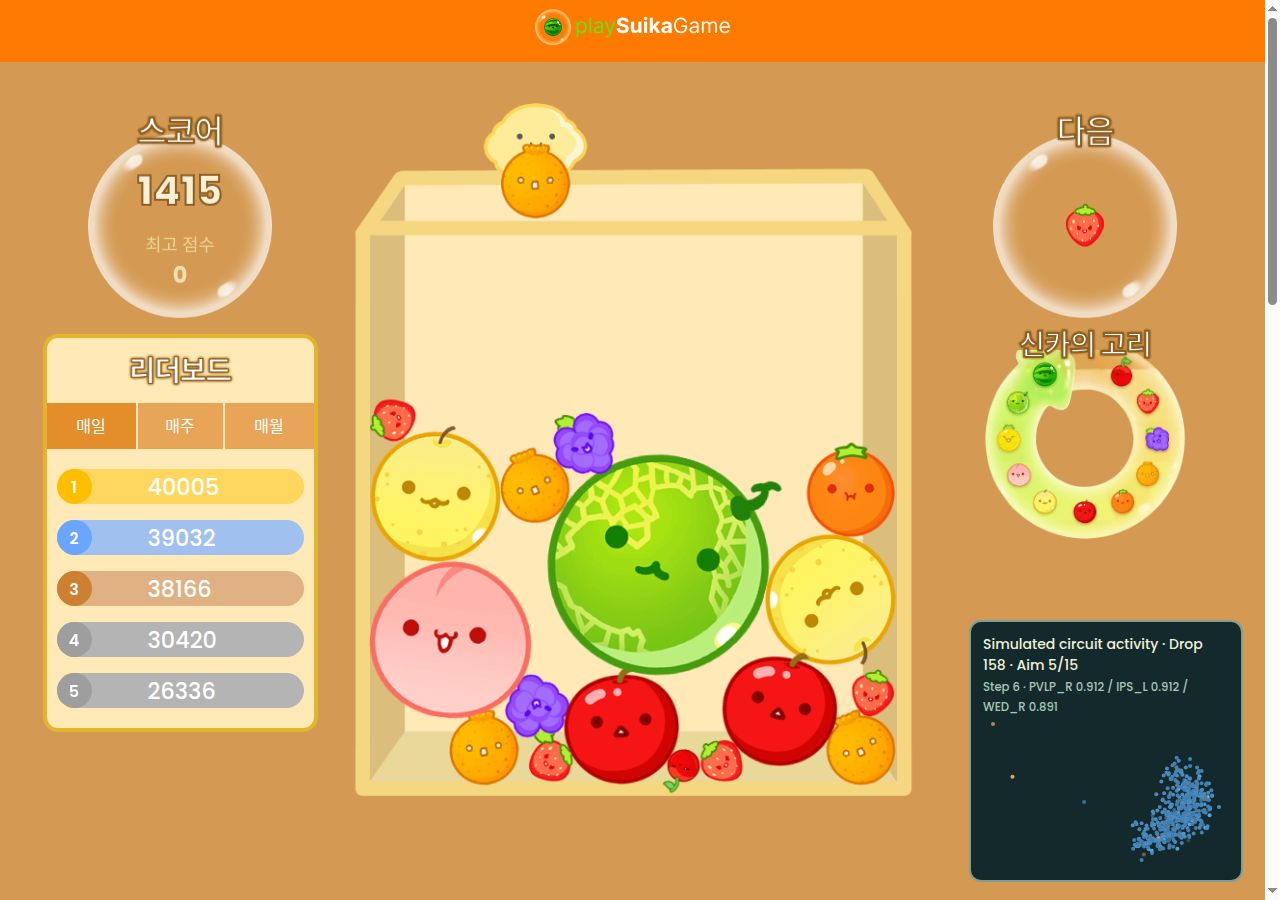 playSuikaGame
스코어
1415
최고 점수
0
다음
리더보드
매일 매주 매월
1 40005
2 39032
3 38166
4 30420
5 26336
신카의 고리
Simulated circuit activity · Drop
158 · Aim 5/15
Step 6 · PVLP_R 0.912 / IPS_L 0.912 /
WED_R 0.891